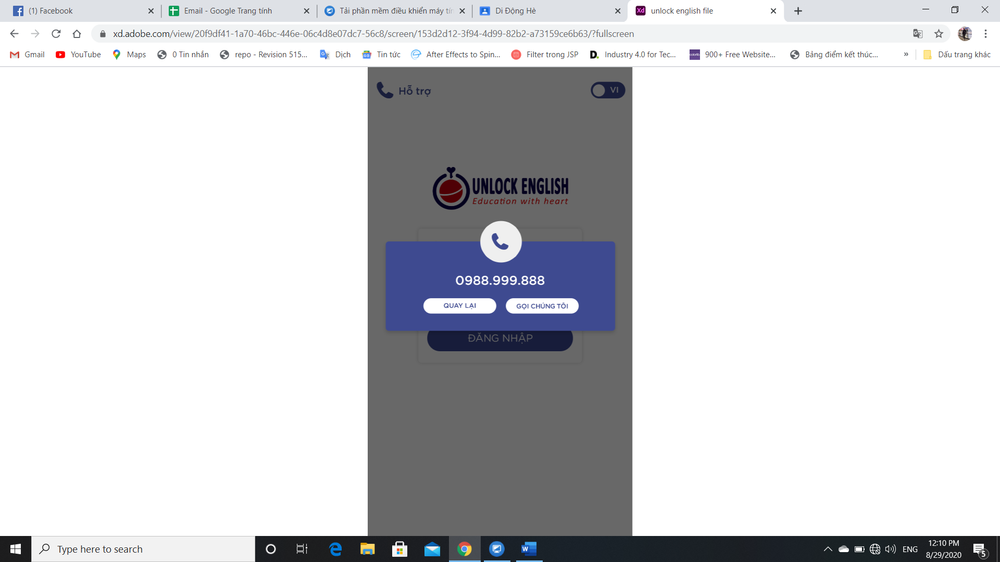 (1) Facebook
Email - Google Trang tính
Tải phần mềm điều khiển máy tín
Di Động Hè
Xd unlock english file
xd.adobe.com/view/20f9df41-1a70-46bc-446e-06c4d8e07dc7-56c8/screen/153d2d12-3f94-4d99-82b2-a73159ce6b63/?fullscreen
Gmail
YouTube
Maps
0 Tin nhắn
repo - Revision 515...
Dịch
Tin tức
After Effects to Spin...
Filter trong JSP
D. Industry 4.0 for Tec...
900+ Free Website...
Bảng điểm kết thúc...
»
Dấu trang khác
Hỗ trợ
VI
UNLOCK ENGLISH
Education with heart
0988.999.888
QUAY LẠI
GỌI CHÚNG TÔI
ĐĂNG NHẬP
Type here to search
ENG
12:10 PM
8/29/2020
5